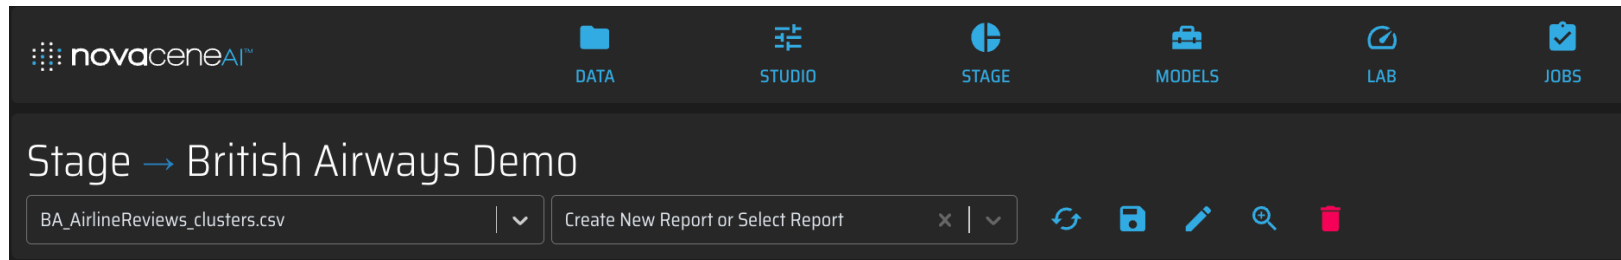 novaceneAI™
DATA
STUDIO
STAGE
MODELS
LAB
JOBS
Stage → British Airways Demo
BA_AirlineReviews_clusters.csv
Create New Report or Select Report